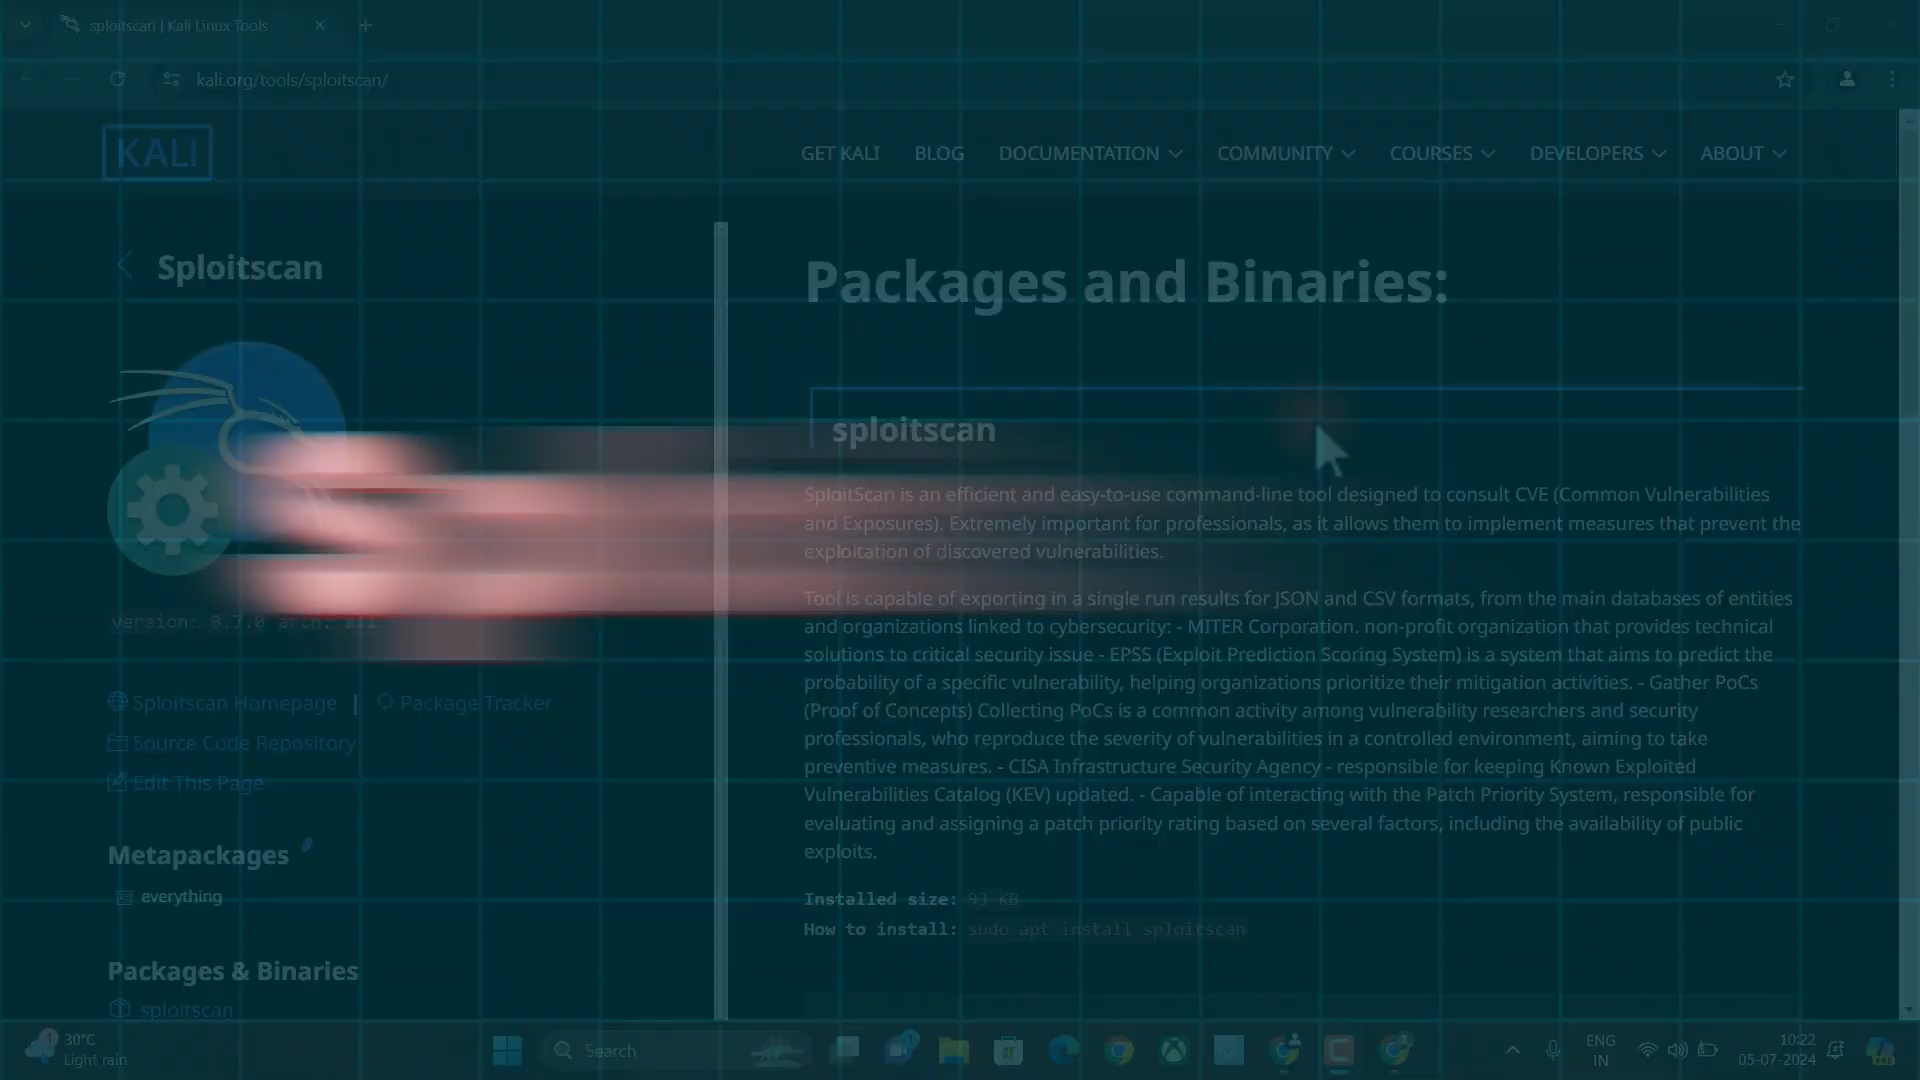 sploitscan | Kali Linux Tools
kali.org/tools/sploitscan/
KALI
GET KALI
BLOG
DOCUMENTATION
COMMUNITY
COURSES
DEVELOPERS
ABOUT
Sploitscan
version: 0.7.0 arch: all
Sploitscan Homepage | Package Tracker
Source Code Repository
Edit This Page
Metapackages
everything
Packages & Binaries
sploitscan
Packages and Binaries:
sploitscan
SploitScan is an efficient and easy-to-use command-line tool designed to consult CVE (Common Vulnerabilities
and Exposures). Extremely important for professionals, as it allows them to implement measures that prevent the
exploitation of discovered vulnerabilities.
Tool is capable of exporting in a single run results for JSON and CSV formats, from the main databases of entities
and organizations linked to cybersecurity: - MITER Corporation. non-profit organization that provides technical
solutions to critical security issue - EPSS (Exploit Prediction Scoring System) is a system that aims to predict the
probability of a specific vulnerability, helping organizations prioritize their mitigation activities. - Gather PoCs
(Proof of Concepts) Collecting PoCs is a common activity among vulnerability researchers and security
professionals, who reproduce the severity of vulnerabilities in a controlled environment, aiming to take
preventive measures. - CISA Infrastructure Security Agency - responsible for keeping Known Exploited
Vulnerabilities Catalog (KEV) updated. - Capable of interacting with the Patch Priority System, responsible for
evaluating and assigning a patch priority rating based on several factors, including the availability of public
exploits.
Installed size: 93 KB
How to install: sudo apt install sploitscan
1
30°C
Light rain
Search
1
ENG
IN
10:22
05-07-2024